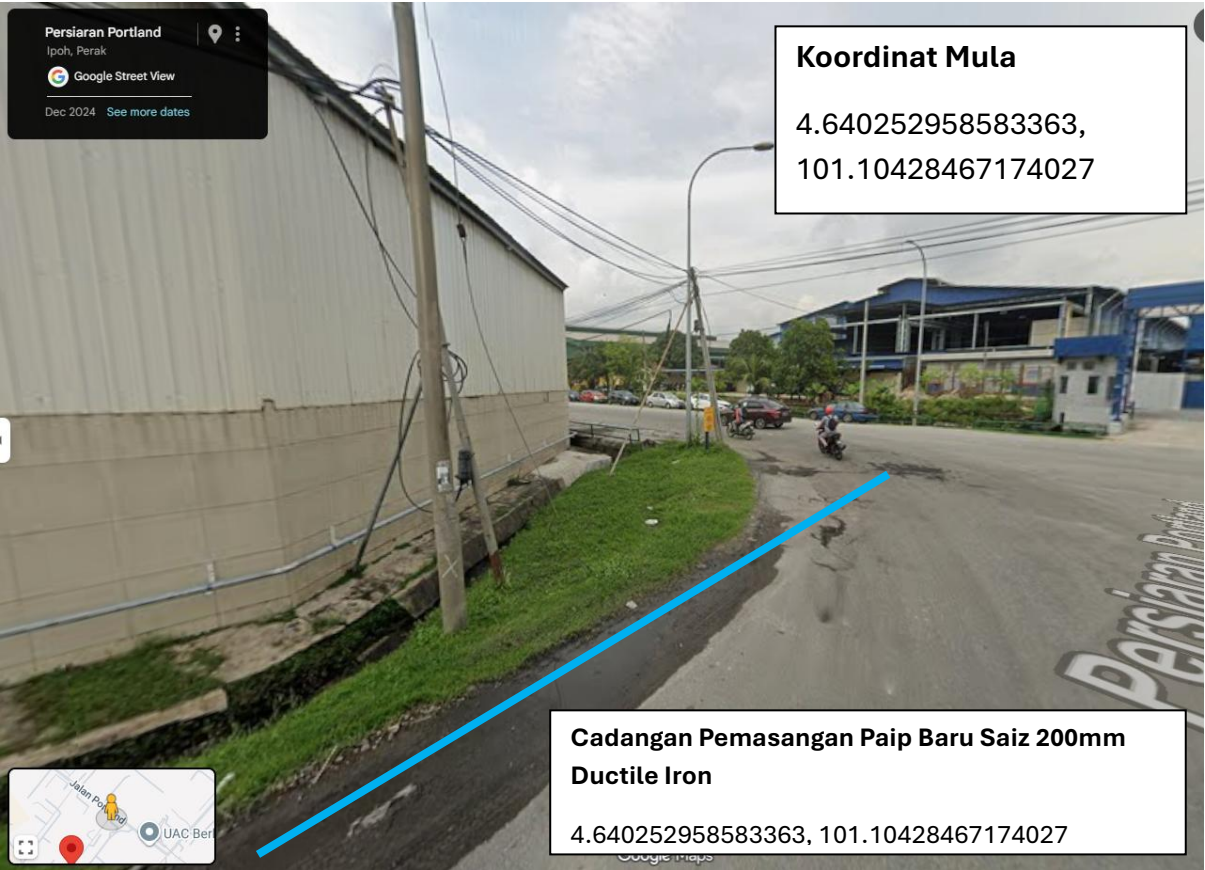 Persiaran Portland
Ipoh, Perak
Google Street View
Dec 2024 See more dates
Koordinat Mula
4.640252958583363,
101.10428467174027
Persiaran Portland
Cadangan Pemasangan Paip Baru Saiz 200mm
Ductile Iron
4.640252958583363, 101.10428467174027
Google Maps
Jalan Portland
UAC Ber